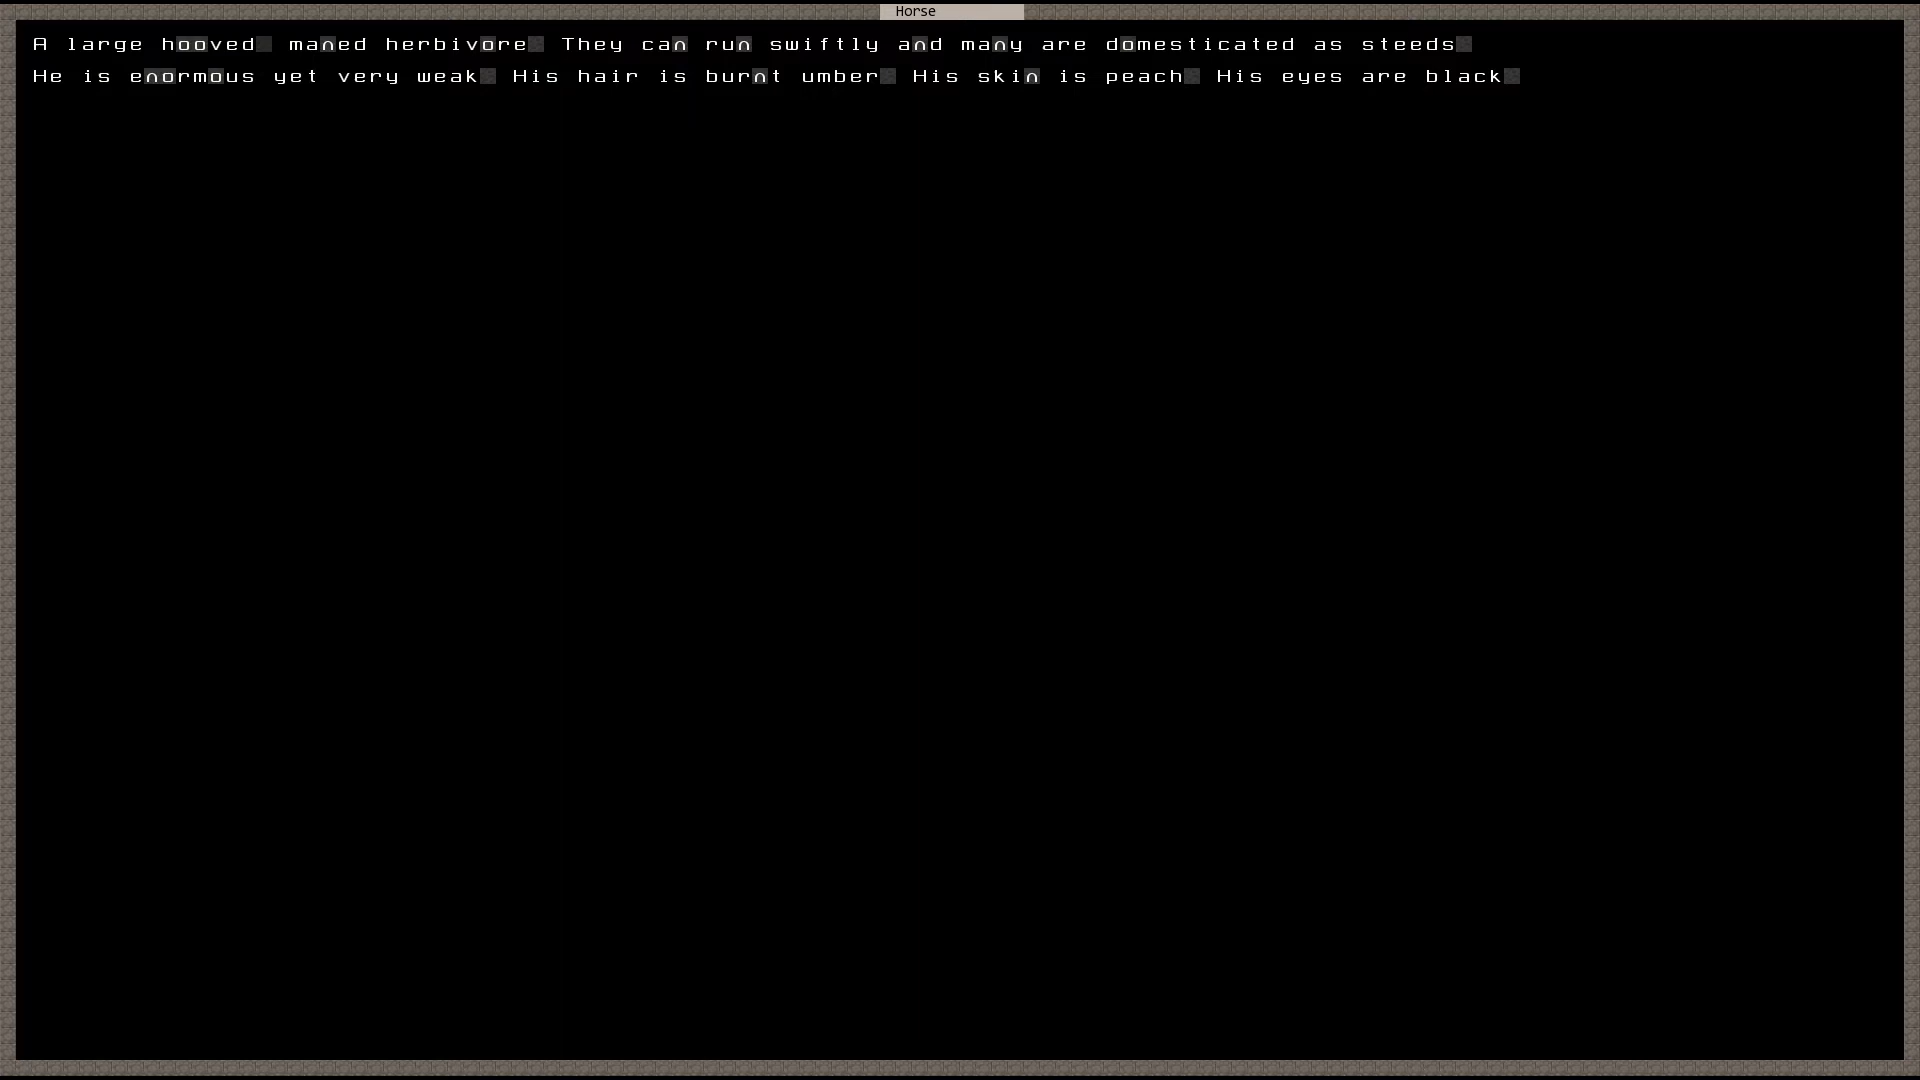 Horse
A large hooved maned herbivore They can run swiftly and many are domesticated as steeds
He is enormous yet very weak His hair is burnt umber His skin is peach His eyes are black